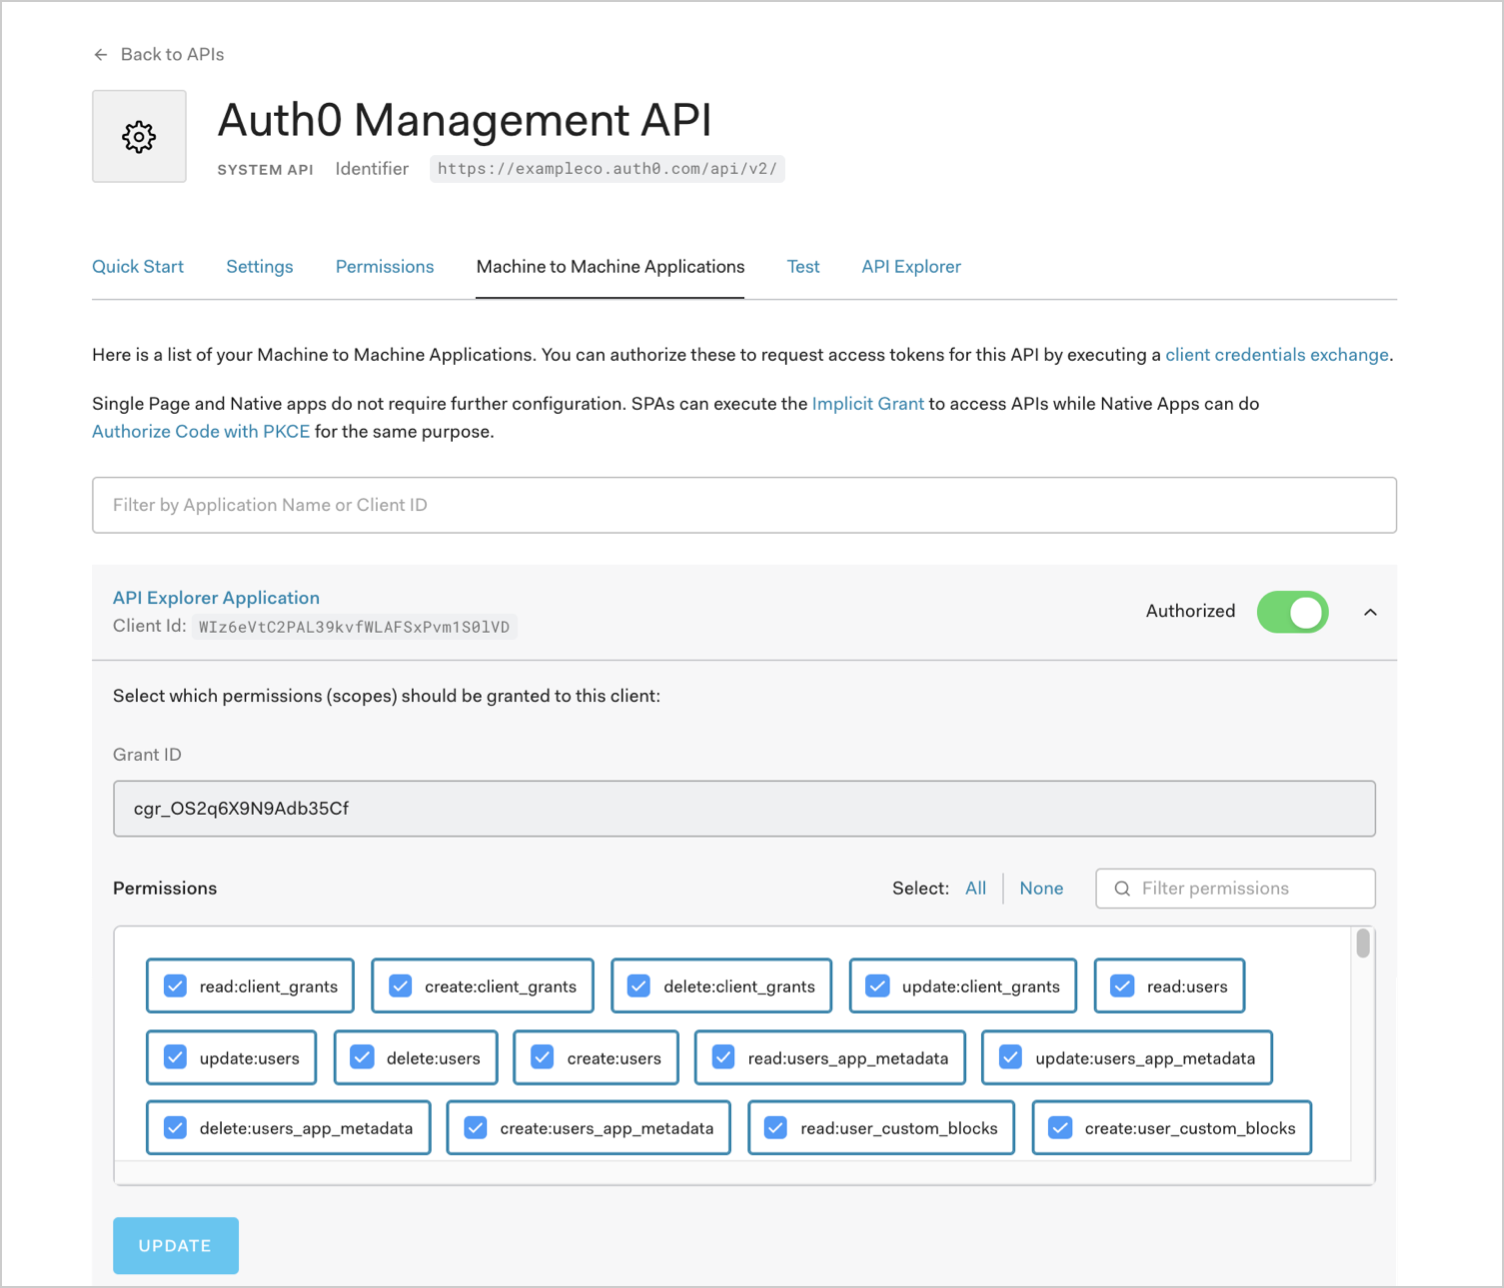 Back to APIs
Auth0 Management API
SYSTEM API Identifier https://exampleco.auth0.com/api/v2/
Quick Start Settings Permissions Machine to Machine Applications Test API Explorer
Here is a list of your Machine to Machine Applications. You can authorize these to request access tokens for this API by executing a client credentials exchange.
Single Page and Native apps do not require further configuration. SPAs can execute the Implicit Grant to access APIs while Native Apps can do
Authorize Code with PKCE for the same purpose.
Filter by Application Name or Client ID
API Explorer Application
Authorized
Client Id: WIz6eVtC2PAL39kvfWLAFSxPvm1S0lVD
Select which permissions (scopes) should be granted to this client:
Grant ID
cgr_OS2q6X9N9Adb35Cf
Permissions Select: All None Filter permissions
read:client_grants create:client_grants delete:client_grants update:client_grants read:users
update:users delete:users create:users read:users_app_metadata update:users_app_metadata
delete:users_app_metadata create:users_app_metadata read:user_custom_blocks create:user_custom_blocks
UPDATE